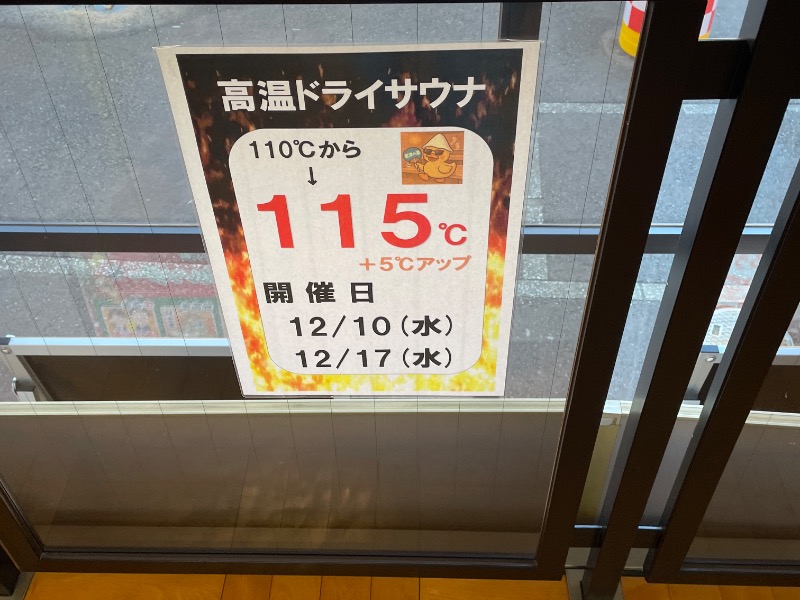 高温ドライサウナ
110℃から
↓
115℃
+5℃アップ
開催日
12/10(水)
12/17(水)